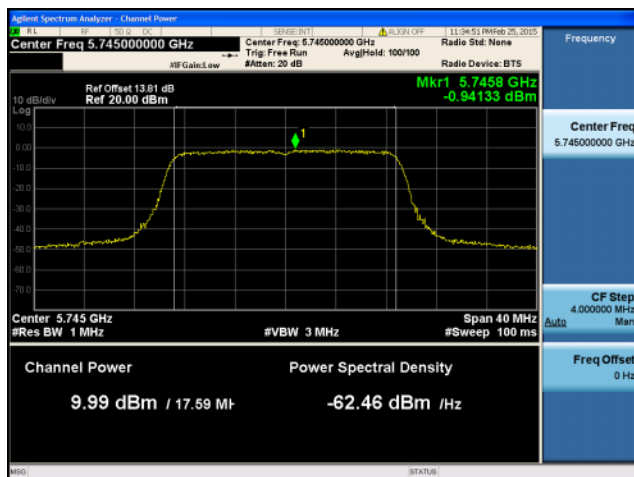 Agilent Spectrum Analyzer - Channel Power
RL RF 50 Ω DC SENSE:INT ALIGN OFF 11:34:51 PM Feb 25, 2015
Center Freq 5.745000000 GHz
Center Freq: 5.745000000 GHz
Radio Std: None
Trig: Free Run Avg|Hold: 100/100
#IFGain:Low
#Atten: 20 dB
Radio Device: BTS
Ref Offset 13.81 dB
Mkr1 5.7458 GHz
10 dB/div Ref 20.00 dBm
-0.94133 dBm
Log
10.0
1
0.00
-10.0
-20.0
-30.0
-40.0
-50.0
-60.0
-70.0
Center 5.745 GHz
Span 40 MHz
#Res BW 1 MHz
#VBW 3 MHz
#Sweep 100 ms
Channel Power
Power Spectral Density
9.99 dBm / 17.59 MH
-62.46 dBm /Hz
MSG
STATUS
Frequency
Center Freq
5.745000000 GHz
CF Step
4.000000 MHz
Auto Man
Freq Offset
0 Hz